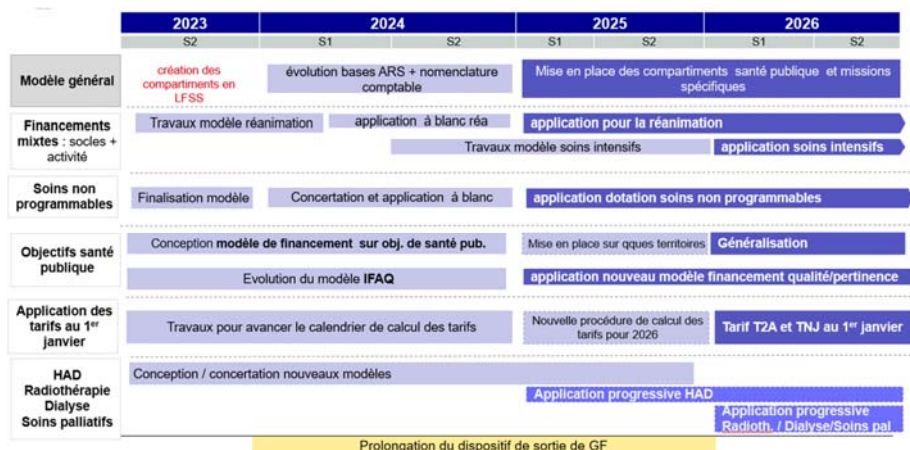 2023 2024 2025 2026
S2 S1 S2 S1 S2 S1 S2
Modèle général
création des
compartiments en
LFSS
évolution bases ARS + nomenclature
comptable
Mise en place des compartiments santé publique et missions
spécifiques
Financements
mixtes : socles +
activité
Travaux modèle réanimation
application à blanc réa
application pour la réanimation
Travaux modèle soins intensifs
application soins intensifs
Soins non
programmables
Finalisation modèle
Concertation et application à blanc
application dotation soins non programmables
Objectifs santé
publique
Conception modèle de financement sur obj. de santé pub.
Mise en place sur qques territoires
Généralisation
Evolution du modèle IFAQ
application nouveau modèle financement qualité/pertinence
Application des
tarifs au 1er
janvier
Travaux pour avancer le calendrier de calcul des tarifs
Nouvelle procédure de calcul des
tarifs pour 2026
Tarif T2A et TNJ au 1er janvier
HAD
Radiothérapie
Dialyse
Soins palliatifs
Conception / concertation nouveaux modèles
Application progressive HAD
Application progressive
Radioth. / Dialyse/Soins pal
Prolongation du dispositif de sortie de GF